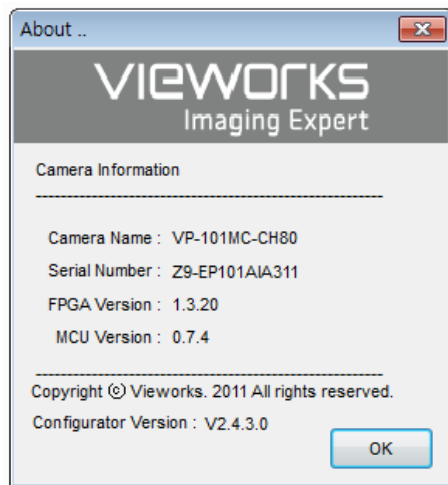 About ..
VIEWORKS
Imaging Expert
Camera Information
Camera Name : VP-101MC-CH80
Serial Number : Z9-EP101AIA311
FPGA Version : 1.3.20
MCU Version : 0.7.4
Copyright ⓒ Vieworks. 2011 All rights reserved.
Configurator Version : V2.4.3.0
OK